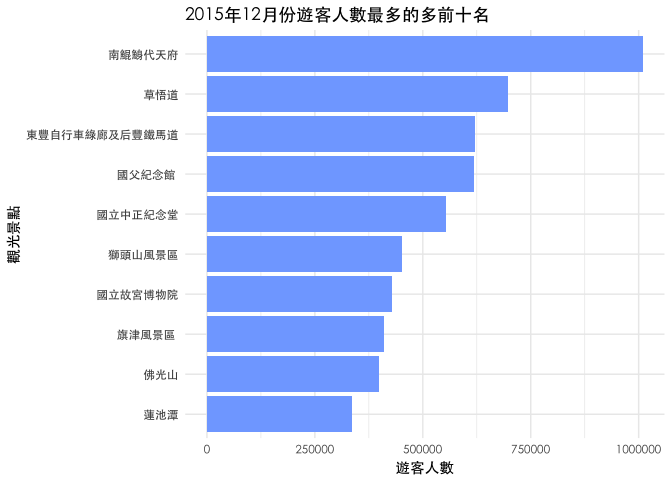 2015年12月份遊客人數最多的多前十名
南鯤鯓代天府
草悟道
東豐自行車綠廊及后豐鐵馬道
國父紀念館
國立中正紀念堂
獅頭山風景區
國立故宮博物院
旗津風景區
佛光山
蓮池潭
觀光景點
0 250000 500000 750000 1000000
遊客人數